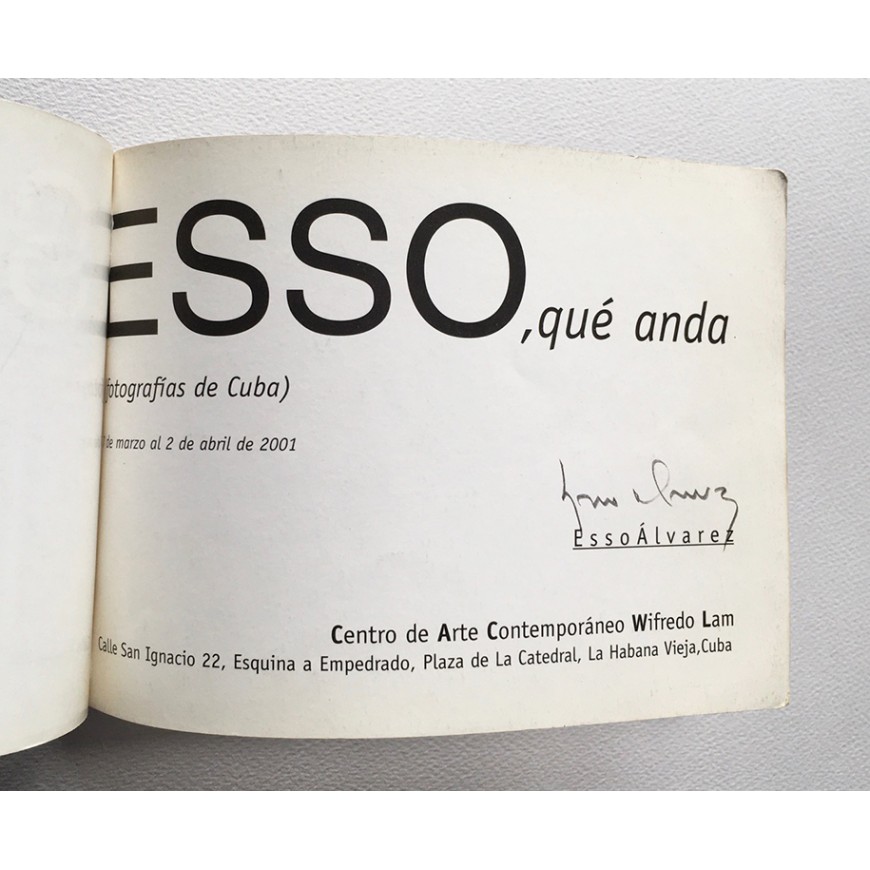 ESSO
,qué anda
fotografías de Cuba)
de marzo al 2 de abril de 2001
EssoÁlvarez
Centro de Arte Contemporáneo Wifredo Lam
Calle San Ignacio 22, Esquina a Empedrado, Plaza de La Catedral, La Habana Vieja,Cuba